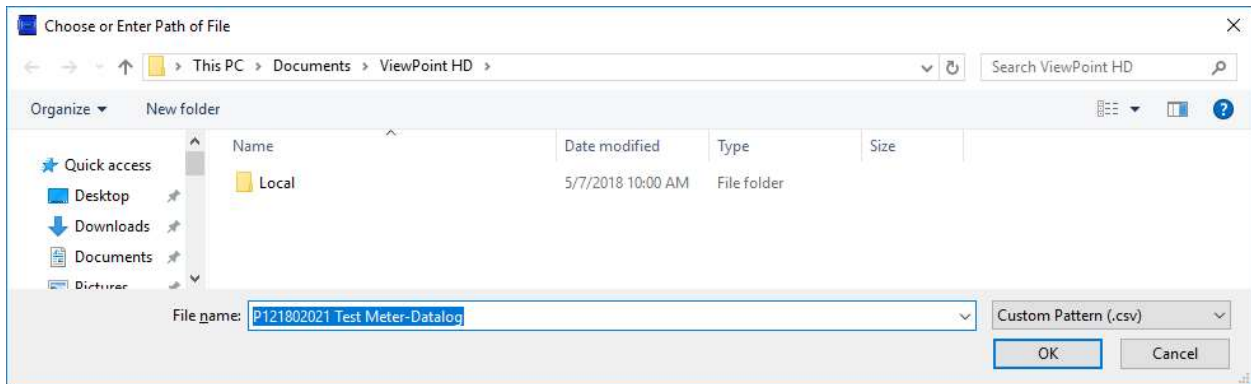 Choose or Enter Path of File
This PC > Documents > ViewPoint HD >
Search ViewPoint HD
Organize
New folder
Name
Date modified
Type
Size
Quick access
Desktop
Downloads
Documents
Pictures
Local
5/7/2018 10:00 AM
File folder
File name:
P121802021 Test Meter-Datalog
Custom Pattern (.csv)
OK
Cancel